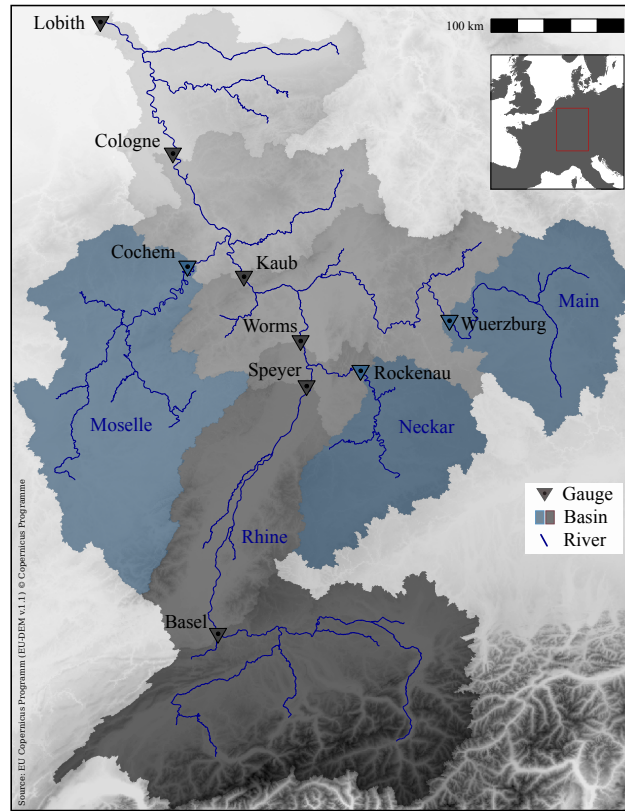 Lobith
100 km
Cologne
Cochem
Kaub
Main
Worms
Wuerzburg
Speyer
Rockenau
Moselle
Neckar
Gauge
Basin
Rhine
River
Basel
Source: EU Copernicus Programm (EU-DEM v.1.1) © Copernicus Programme